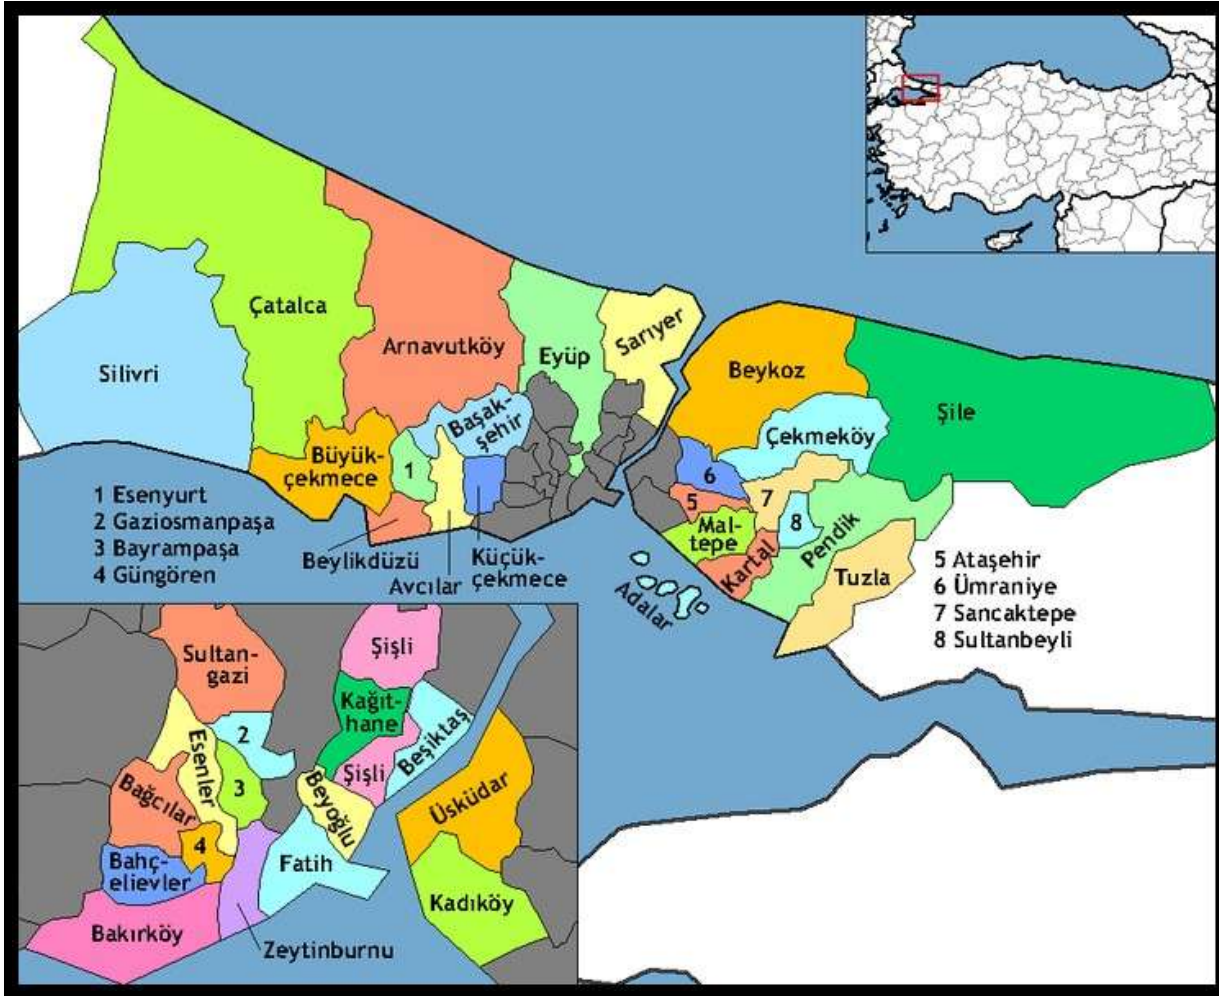 Çatalca
Silivri
Arnavutköy
Eyüp
Sarıyer
Beykoz
Şile
Çekmeköy
Başak-
şehir
Büyük-
çekmece
1
6
5
7
8
Mal-
tepe
Kartal
Pendik
Tuzla
Adalar
Beylikdüzü
Avcılar
Küçük-
çekmece
1 Esenyurt
2 Gaziosmanpaşa
3 Bayrampaşa
4 Güngören
5 Ataşehir
6 Ümraniye
7 Sancaktepe
8 Sultanbeyli
Sultan-
gazi
Şişli
Kağıt-
hane
2
Esenler
Beşiktaş
Şişli
3
Bağcılar
Beyoğlu
Üsküdar
4
Bahç-
elievler
Fatih
Kadıköy
Bakırköy
Zeytinburnu